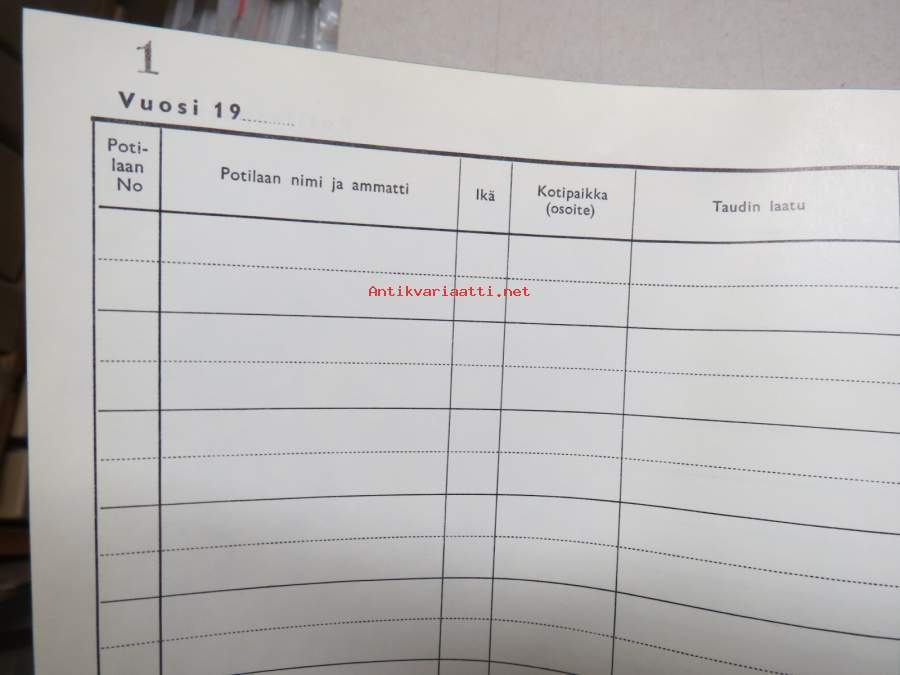 1
Vuosi 19........
Poti-
laan
No
Potilaan nimi ja ammatti
Ikä
Kotipaikka
(osoite)
Taudin laatu
Antikvariaatti.net